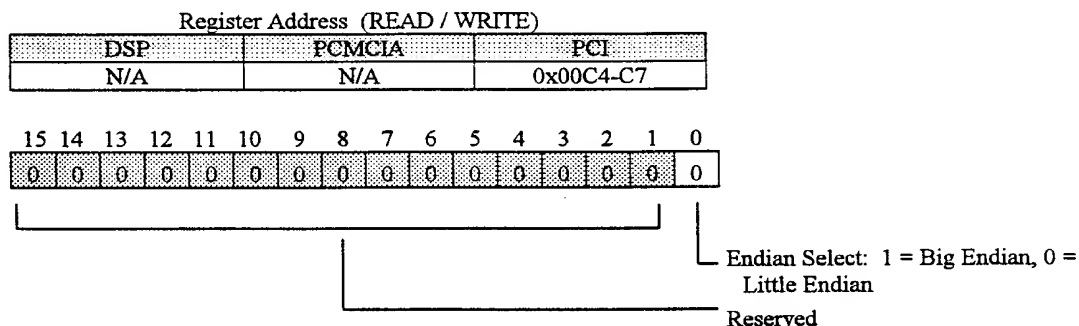 Register Address (READ / WRITE)
DSP PCMCIA PCI
N/A N/A 0x00C4-C7
15 14 13 12 11 10 9 8 7 6 5 4 3 2 1 0
0 0 0 0 0 0 0 0 0 0 0 0 0 0 0 0
Endian Select: 1 = Big Endian, 0 =
Little Endian
Reserved